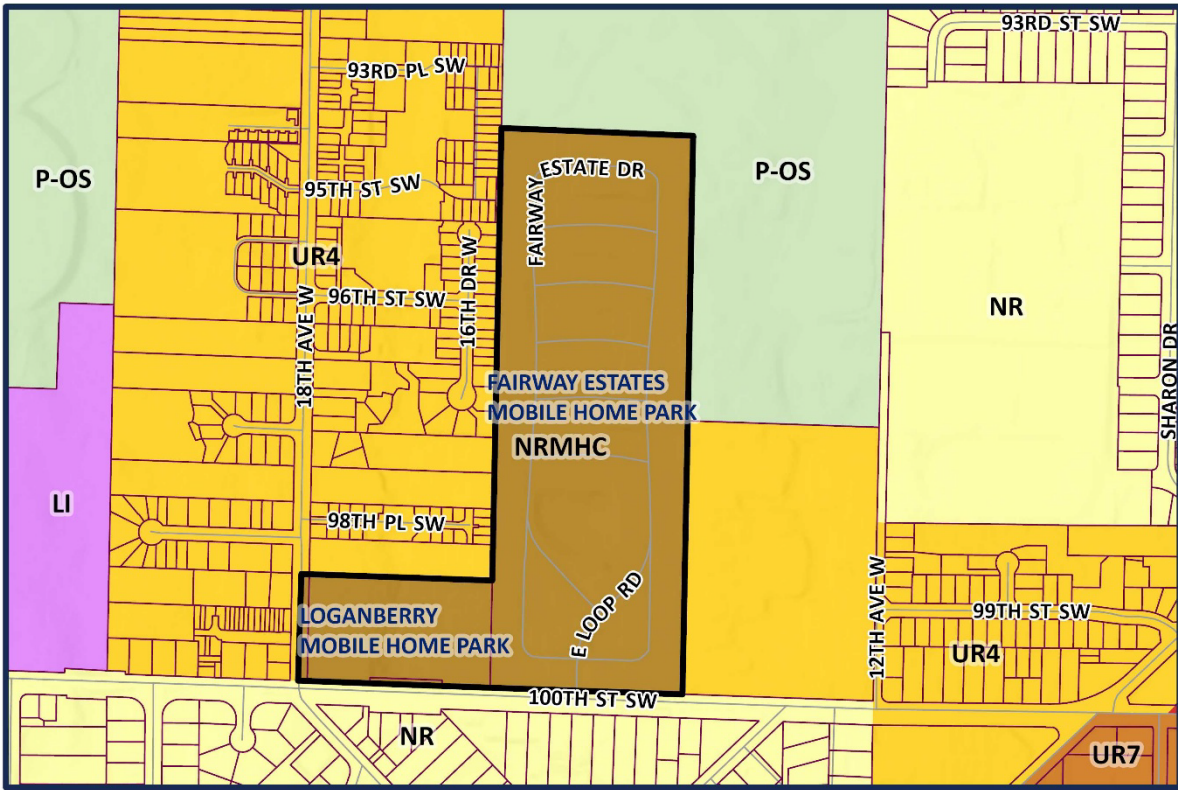 93RD ST SW
93RD PL SW
P-OS
P-OS
ESTATE DR
FAIRWAY
95TH ST SW
UR4
16TH DR W
96TH ST SW
18TH AVE W
NR
SHARON DR
FAIRWAY ESTATES
MOBILE HOME PARK
NRMHC
LI
98TH PL SW
LOGANBERRY
MOBILE HOME PARK
E LOOP RD
12TH AVE W
99TH ST SW
UR4
100TH ST SW
NR
UR7